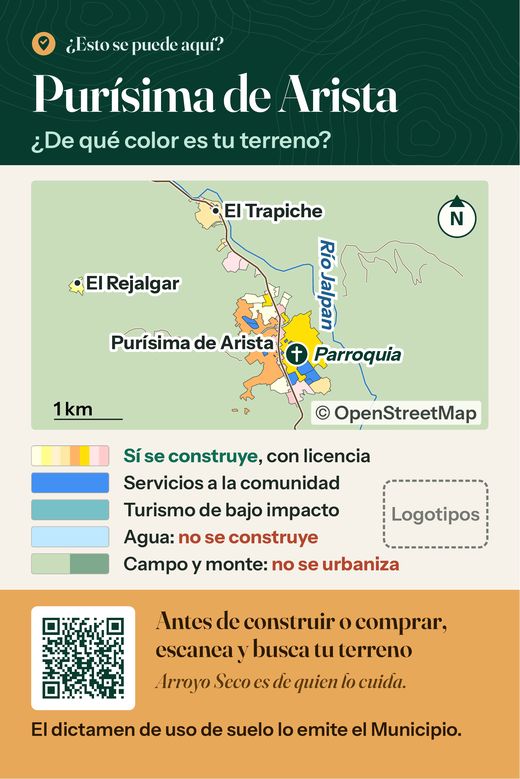 ¿Esto se puede aquí?
Purísima de Arista
¿De qué color es tu terreno?
El Trapiche
N
Río Jalpan
El Rejalgar
Purísima de Arista
Parroquia
1 km
© OpenStreetMap
Sí se construye, con licencia
Servicios a la comunidad
Turismo de bajo impacto
Agua: no se construye
Campo y monte: no se urbaniza
Logotipos
Antes de construir o comprar,
escanea y busca tu terreno
Arroyo Seco es de quien lo cuida.
El dictamen de uso de suelo lo emite el Municipio.